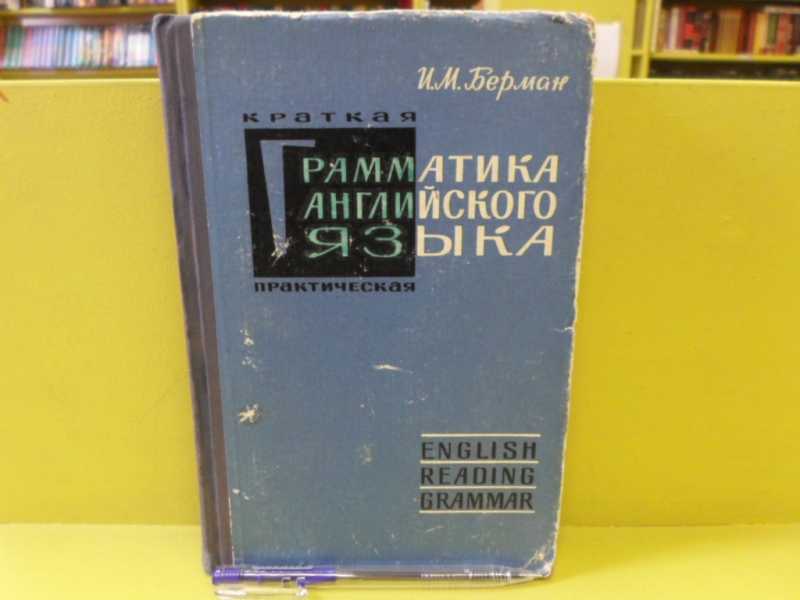 И.М.Берман
КРАТКАЯ
ГРАММАТИКА
АНГЛИЙСКОГО
ЯЗЫКА
ПРАКТИЧЕСКАЯ
ENGLISH
READING
GRAMMAR